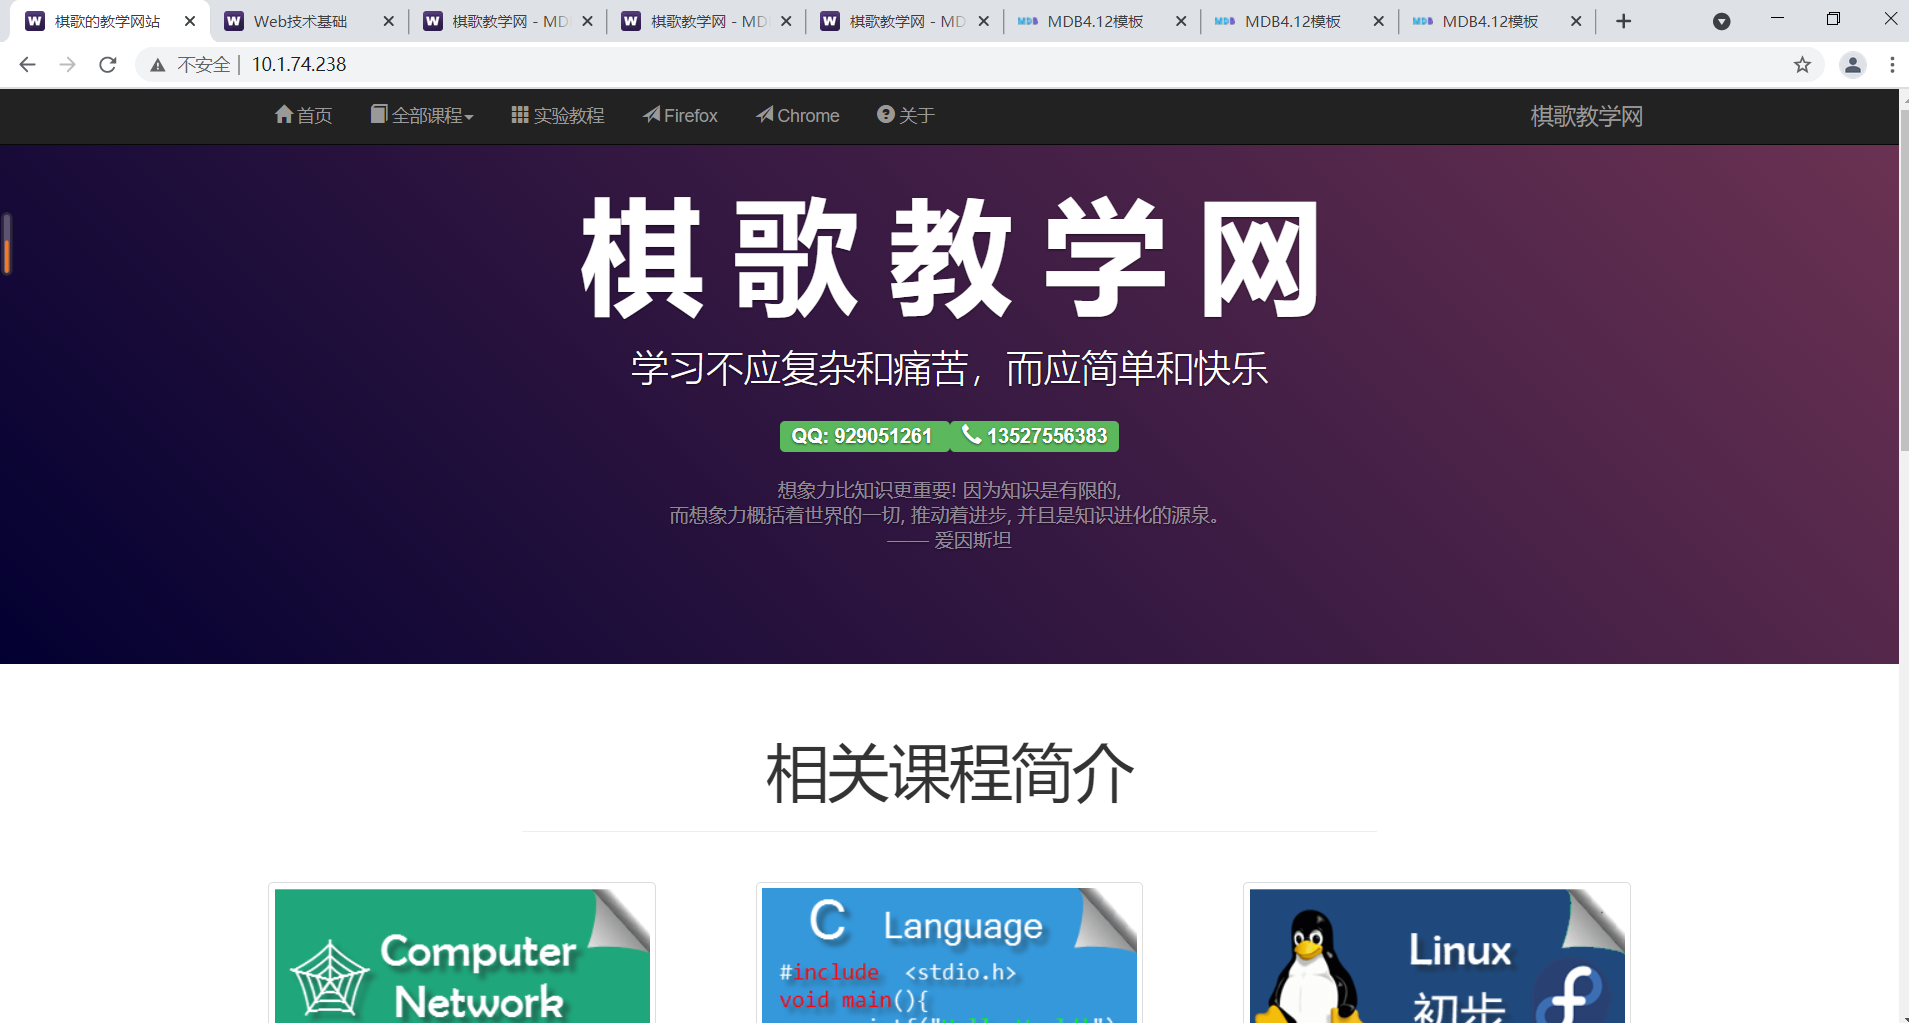 棋歌的教学网站
Web技术基础
棋歌教学网 - MD
棋歌教学网 - MD
棋歌教学网 - MD
MDB4.12模板
MDB4.12模板
MDB4.12模板
不安全 | 10.1.74.238
首页 全部课程 实验教程 Firefox Chrome 关于 棋歌教学网
棋歌教学网
学习不应复杂和痛苦，而应简单和快乐
QQ: 929051261 13527556383
想象力比知识更重要! 因为知识是有限的,
而想象力概括着世界的一切, 推动着进步, 并且是知识进化的源泉。
—— 爱因斯坦
相关课程简介
Computer
Network
C Language
#include <stdio.h>
void main(){
Linux
初步